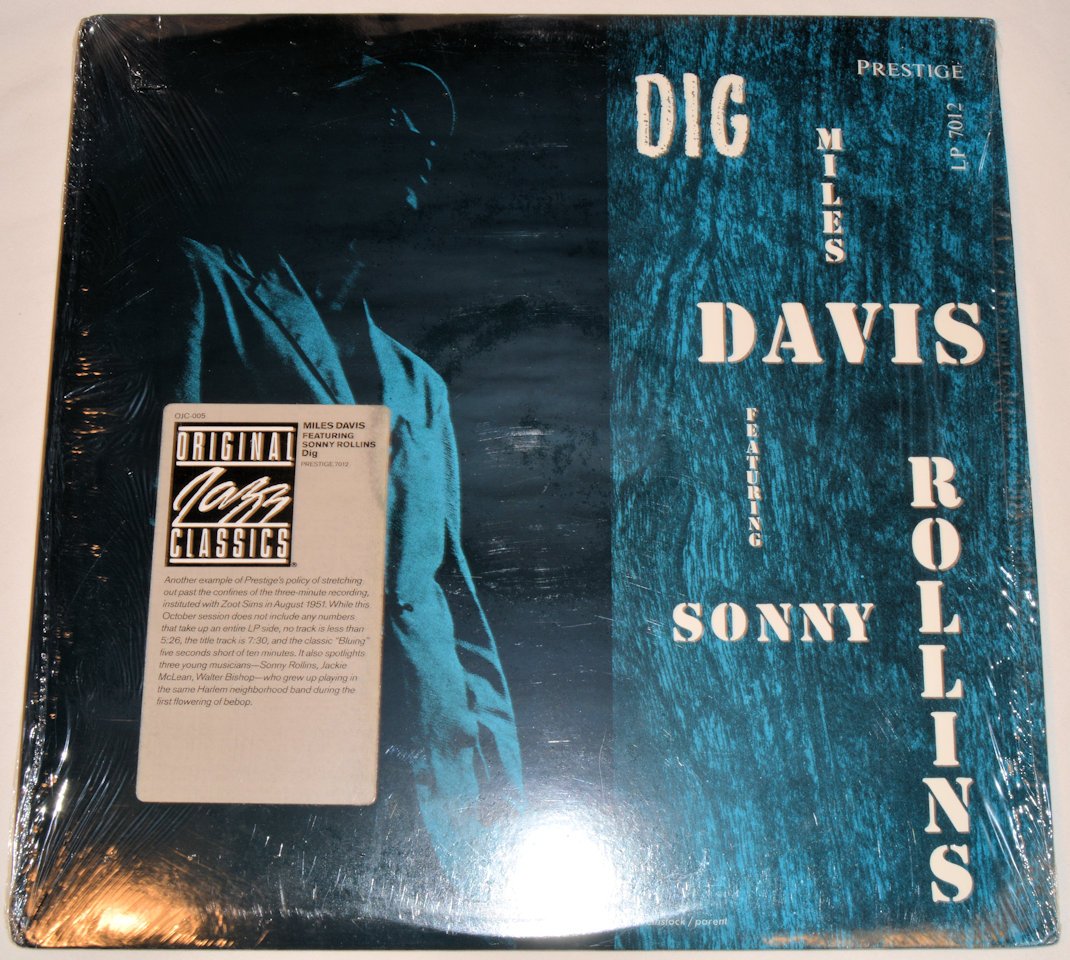 PRESTIGE
LP 7012
DIG
MILES
DAVIS
FEATURING
SONNY
ROLLINS
OJC-005
ORIGINAL
Jazz
CLASSICS
®
MILES DAVIS
FEATURING
SONNY ROLLINS
Dig
PRESTIGE 7012
Another example of Prestige's policy of stretching
out past the confines of the three-minute recording,
instituted with Zoot Sims in August 1951. While this
October session does not include any numbers
that take up an entire LP side, no track is less than
5:26, the title track is 7:30, and the classic "Bluing"
five seconds short of ten minutes. It also spotlights
three young musicians—Sonny Rollins, Jackie
McLean, Walter Bishop—who grew up playing in
the same Harlem neighborhood band during the
first flowering of bebop.
/ parent